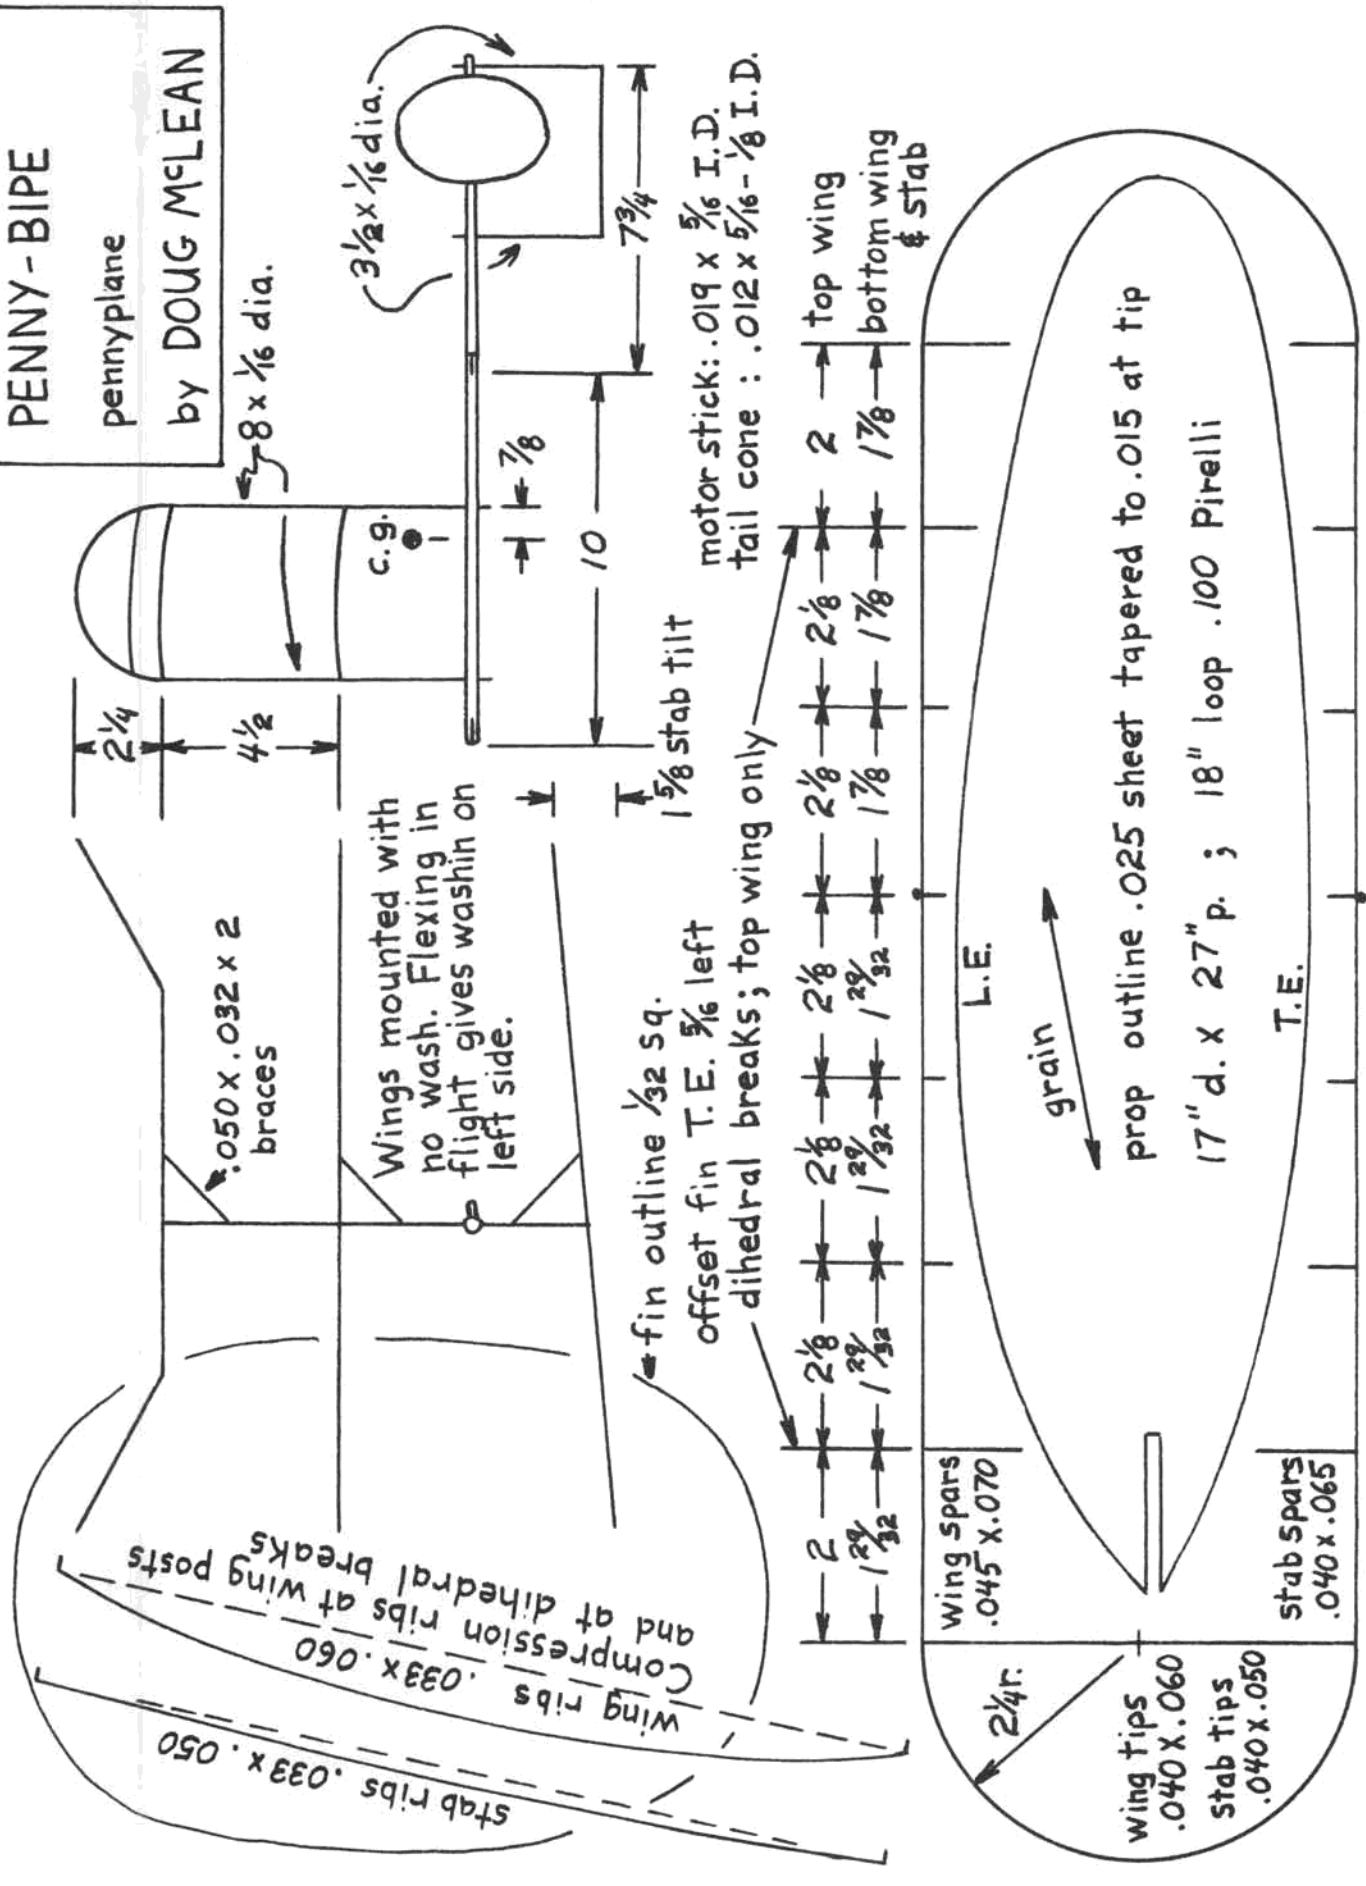 PENNY-BIPE
pennyplane
by DOUG McLEAN
8 x 1/16 dia.
3 1/2 x 1/16 dia.
c.g.
7/8
10
7 3/4
2 1/4
4 1/2
1 5/8 stab tilt
motor stick: .019 x 5/16 I.D.
tail cone : .012 x 5/16 - 1/8 I.D.
.050 x .032 x 2
braces
Wings mounted with
no wash. Flexing in
flight gives washin on
left side.
fin outline 1/32 sq.
offset fin T.E. 5/16 left
dihedral breaks; top wing only
stab ribs .033 x .050
wing ribs .033 x .060
Compression ribs at wing posts
and at dihedral breaks
2 2 1/8 2 1/8 2 1/8 2 1/8 2 1/8 2 top wing
1 29/32 1 29/32 1 29/32 1 29/32 1 7/8 1 7/8 1 7/8 bottom wing
& stab
wing spars
.045 x .070
L.E.
grain
prop outline .025 sheet tapered to .015 at tip
17" d. x 27" p. ; 18" loop .100 Pirelli
T.E.
stab spars
.040 x .065
2 1/4 r.
wing tips
.040 x .060
stab tips
.040 x .050